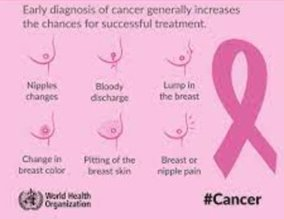 Early diagnosis of cancer generally increases
the chances for successful treatment.
Nipples
changes
Bloody
discharge
Lump in
the breast
Change in
breast color
Pitting of the
breast skin
Breast or
nipple pain
World Health
Organization
#Cancer